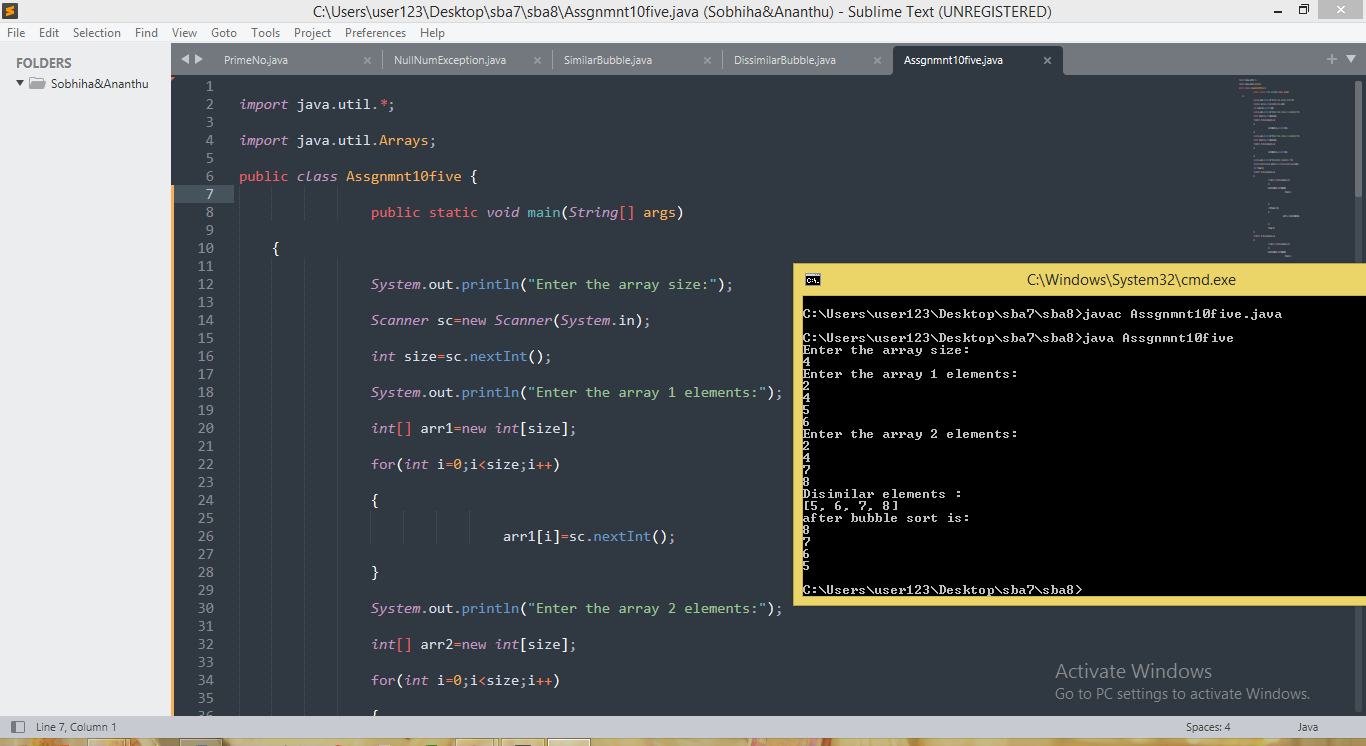 C:\Users\user123\Desktop\sba7\sba8\Assgnmnt10five.java (Sobhiha&Ananthu) - Sublime Text (UNREGISTERED)
File Edit Selection Find View Goto Tools Project Preferences Help
FOLDERS
Sobhiha&Ananthu
PrimeNo.java NullNumException.java SimilarBubble.java DissimilarBubble.java Assgnmnt10five.java
1
2 import java.util.*;
3
4 import java.util.Arrays;
5
6 public class Assgnmnt10five {
7
8 public static void main(String[] args)
9
10 {
11
12 System.out.println("Enter the array size:");
13
14 Scanner sc=new Scanner(System.in);
15
16 int size=sc.nextInt();
17
18 System.out.println("Enter the array 1 elements:");
19
20 int[] arr1=new int[size];
21
22 for(int i=0;i<size;i++)
23
24 {
25
26 arr1[i]=sc.nextInt();
27
28 }
29
30 System.out.println("Enter the array 2 elements:");
31
32 int[] arr2=new int[size];
33
34 for(int i=0;i<size;i++)
35
36 {
C:\Windows\System32\cmd.exe
C:\Users\user123\Desktop\sba7\sba8>javac Assgnmnt10five.java
C:\Users\user123\Desktop\sba7\sba8>java Assgnmnt10five
Enter the array size:
4
Enter the array 1 elements:
2
4
5
6
Enter the array 2 elements:
2
4
7
8
Disimilar elements :
[5, 6, 7, 8]
after bubble sort is:
8
7
6
5
C:\Users\user123\Desktop\sba7\sba8>
Activate Windows
Go to PC settings to activate Windows.
Line 7, Column 1 Spaces: 4 Java